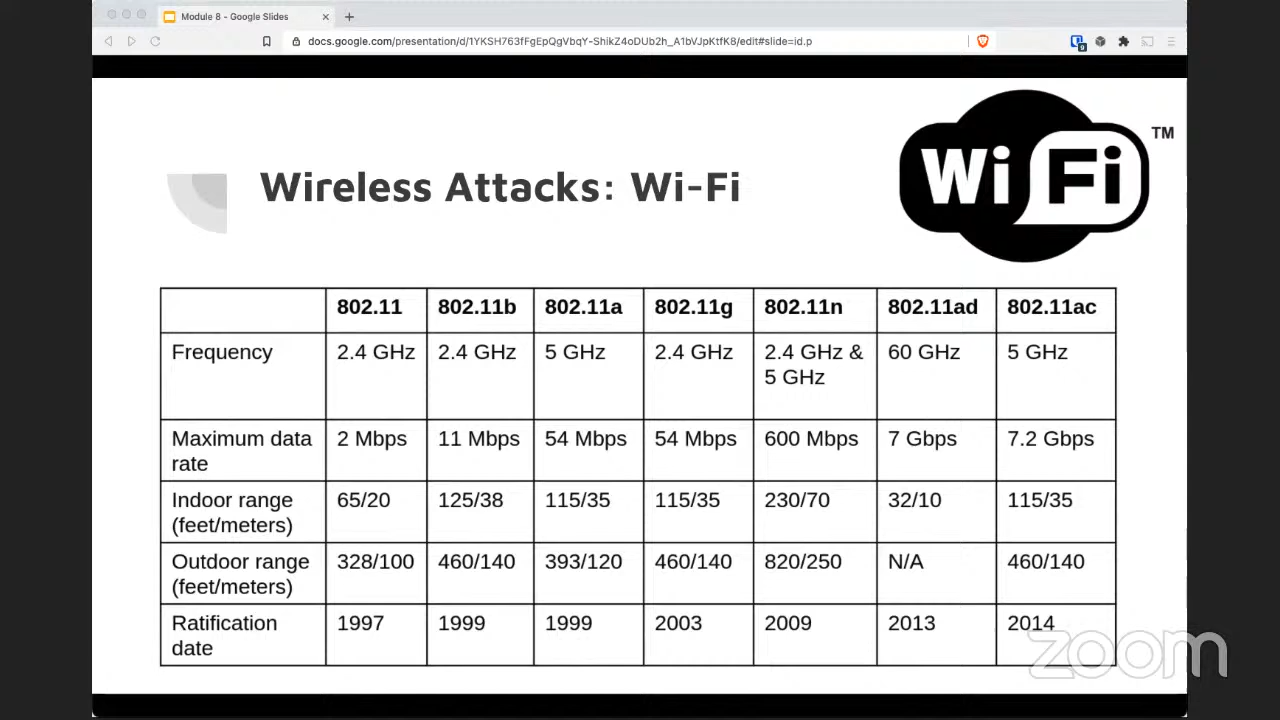 Module 8 - Google Slides
docs.google.com/presentation/d/1YKSH763fFgEpQgVbqY-ShikZ4oDUb2h_A1bVJpKtfK8/edit#slide=id.p
9
Wireless Attacks: Wi-Fi
Wi Fi TM
802.11 802.11b 802.11a 802.11g 802.11n 802.11ad 802.11ac
Frequency 2.4 GHz 2.4 GHz 5 GHz 2.4 GHz 2.4 GHz & 60 GHz 5 GHz
5 GHz
Maximum data 2 Mbps 11 Mbps 54 Mbps 54 Mbps 600 Mbps 7 Gbps 7.2 Gbps
rate
Indoor range 65/20 125/38 115/35 115/35 230/70 32/10 115/35
(feet/meters)
Outdoor range 328/100 460/140 393/120 460/140 820/250 N/A 460/140
(feet/meters)
Ratification 1997 1999 1999 2003 2009 2013 2014
date
zoom